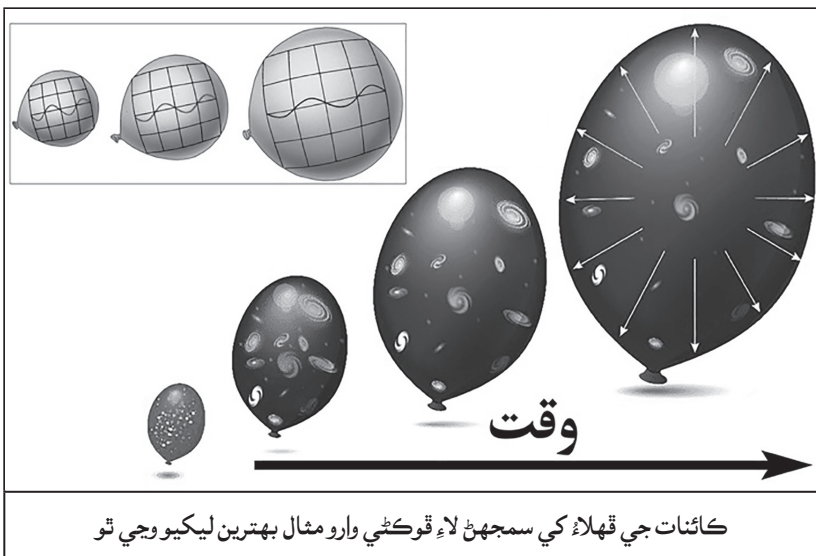 وقت
ڪائنات جي ڦهلاءُ کي سمجهڻ لاءِ ڦوڪڻي وارو مثال بهترين ليکيو وڃي ٿو